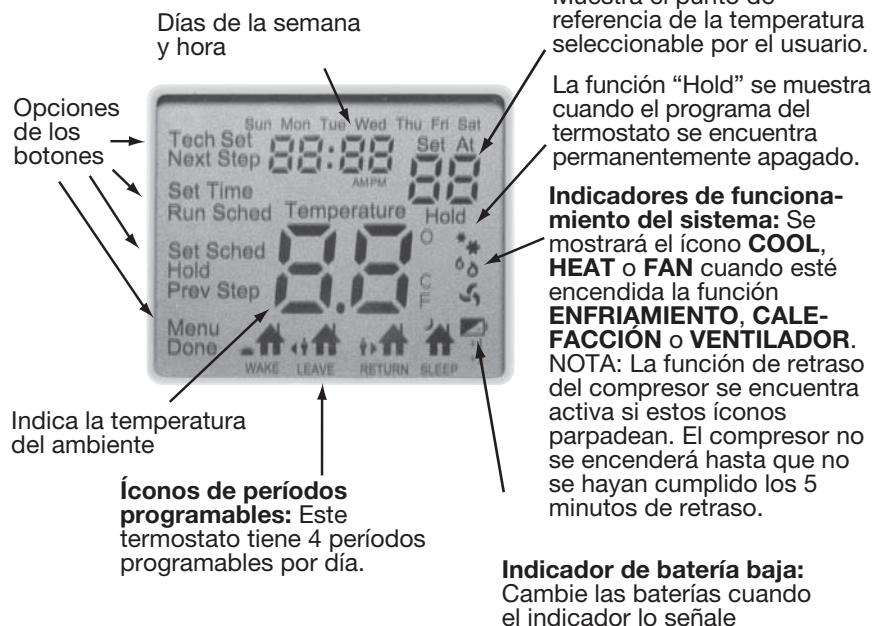 Días de la semana
y hora
referencia de la temperatura
seleccionable por el usuario.
La función “Hold” se muestra
cuando el programa del
termostato se encuentra
permanentemente apagado.
Opciones
de los
botones
Sun Mon Tue Wed Thu Fri Sat
Tech Set
Next Step
88:88
Set At
88
AMPM
Set Time
Run Sched
Temperature
Hold
Set Sched
Hold
Prev Step
8.8
O
C
F
Menu
Done
WAKE LEAVE RETURN SLEEP
Indicadores de funciona-
miento del sistema: Se
mostrará el ícono COOL,
HEAT o FAN cuando esté
encendida la función
ENFRIAMIENTO, CALE-
FACCIÓN o VENTILADOR.
NOTA: La función de retraso
del compresor se encuentra
activa si estos íconos
parpadean. El compresor no
se encenderá hasta que no
se hayan cumplido los 5
minutos de retraso.
Indica la temperatura
del ambiente
Íconos de períodos
programables: Este
termostato tiene 4 períodos
programables por día.
Indicador de batería baja:
Cambie las baterías cuando
el indicador lo señale